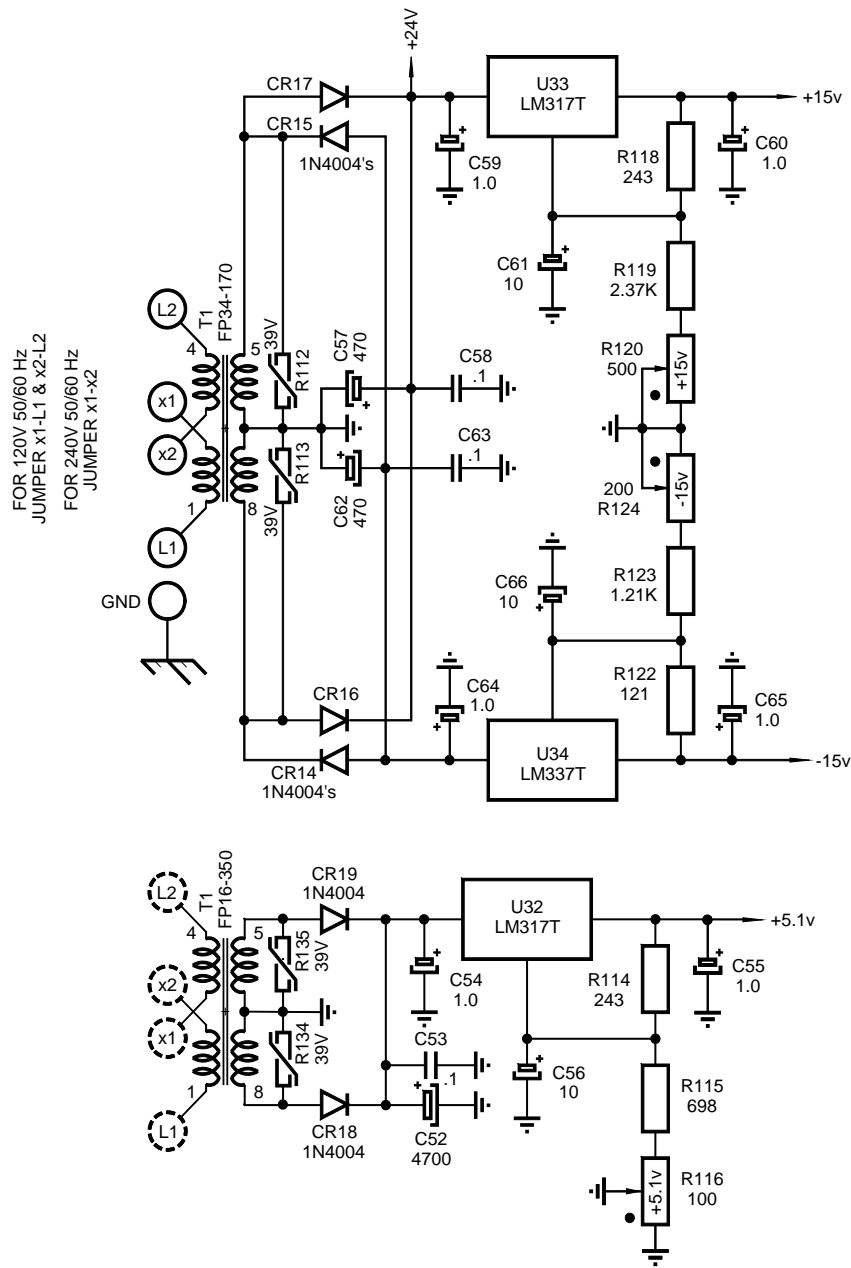 +24V
CR17
CR15
1N4004's
U33
LM317T
+15v
C59
1.0
R118
243
C60
1.0
C61
10
R119
2.37K
FOR 120V 50/60 Hz
JUMPER x1-L1 & x2-L2
FOR 240V 50/60 Hz
JUMPER x1-x2
L2
x1
x2
L1
GND
T1
FP34-170
4
5
1
8
39V
R112
R113
39V
C57
470
+
C62
470
+
C58
.1
C63
.1
R120
500
+15v
200
R124
-15v
R123
1.21K
C66
10
R122
121
CR16
CR14
1N4004's
C64
1.0
U34
LM337T
C65
1.0
-15v
L2
x2
x1
L1
T1
FP16-350
4
5
1
8
R135
39V
R134
39V
CR19
1N4004
CR18
1N4004
U32
LM317T
+5.1v
C54
1.0
C53
.1
C52
4700
C56
10
R114
243
C55
1.0
R115
698
R116
100
+5.1v